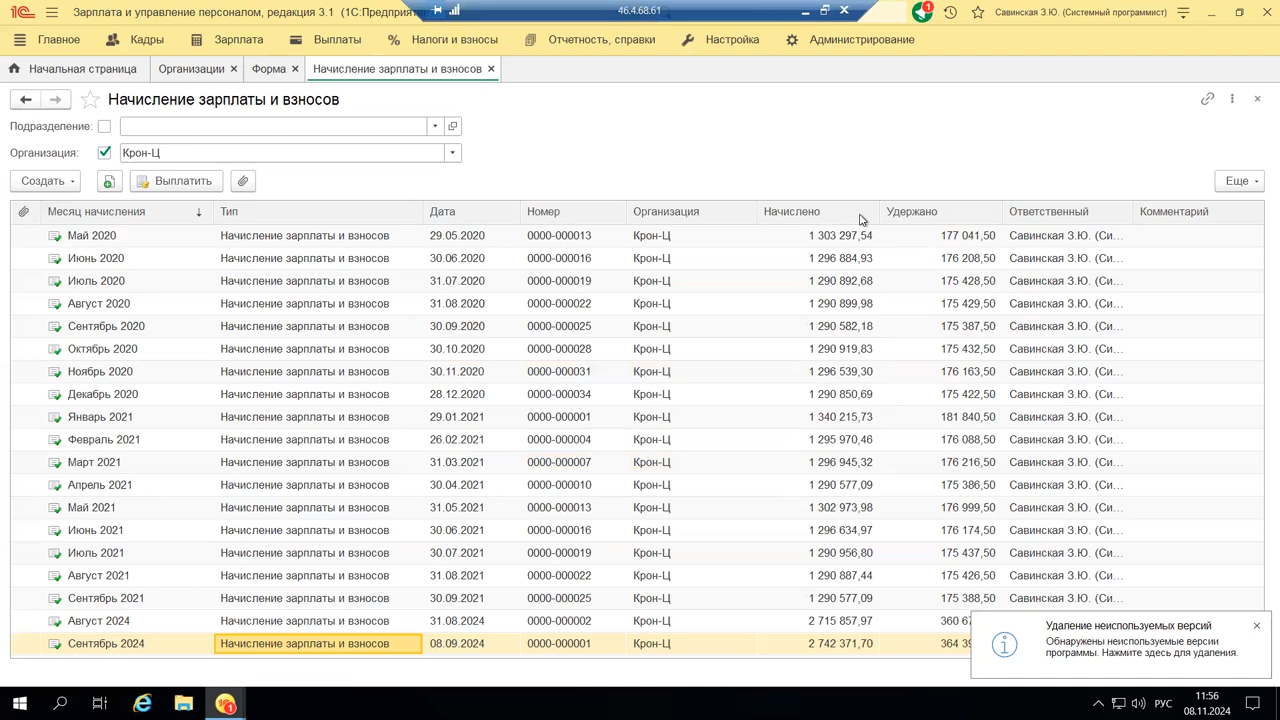 Зарплата и управление персоналом, редакция 3.1 (1С:Предприятие
46.4.68.61
1
Савинская З.Ю. (Системный программист)
Главное Кадры Зарплата Выплаты Налоги и взносы Отчетность, справки Настройка Администрирование
Начальная страница Организации Форма Начисление зарплаты и взносов
Начисление зарплаты и взносов
Подразделение:
Организация: Крон-Ц
Создать Выплатить Еще
Месяц начисления Тип Дата Номер Организация Начислено Удержано Ответственный Комментарий
Май 2020 Начисление зарплаты и взносов 29.05.2020 0000-000013 Крон-Ц 1 303 297,54 177 041,50 Савинская З.Ю. (Си...
Июнь 2020 Начисление зарплаты и взносов 30.06.2020 0000-000016 Крон-Ц 1 296 884,93 176 208,50 Савинская З.Ю. (Си...
Июль 2020 Начисление зарплаты и взносов 31.07.2020 0000-000019 Крон-Ц 1 290 892,68 175 428,50 Савинская З.Ю. (Си...
Август 2020 Начисление зарплаты и взносов 31.08.2020 0000-000022 Крон-Ц 1 290 899,98 175 429,50 Савинская З.Ю. (Си...
Сентябрь 2020 Начисление зарплаты и взносов 30.09.2020 0000-000025 Крон-Ц 1 290 582,18 175 387,50 Савинская З.Ю. (Си...
Октябрь 2020 Начисление зарплаты и взносов 30.10.2020 0000-000028 Крон-Ц 1 290 919,83 175 432,50 Савинская З.Ю. (Си...
Ноябрь 2020 Начисление зарплаты и взносов 30.11.2020 0000-000031 Крон-Ц 1 296 539,30 176 163,50 Савинская З.Ю. (Си...
Декабрь 2020 Начисление зарплаты и взносов 28.12.2020 0000-000034 Крон-Ц 1 290 850,69 175 422,50 Савинская З.Ю. (Си...
Январь 2021 Начисление зарплаты и взносов 29.01.2021 0000-000001 Крон-Ц 1 340 215,73 181 840,50 Савинская З.Ю. (Си...
Февраль 2021 Начисление зарплаты и взносов 26.02.2021 0000-000004 Крон-Ц 1 295 970,46 176 088,50 Савинская З.Ю. (Си...
Март 2021 Начисление зарплаты и взносов 31.03.2021 0000-000007 Крон-Ц 1 296 945,32 176 216,50 Савинская З.Ю. (Си...
Апрель 2021 Начисление зарплаты и взносов 30.04.2021 0000-000010 Крон-Ц 1 290 577,09 175 386,50 Савинская З.Ю. (Си...
Май 2021 Начисление зарплаты и взносов 31.05.2021 0000-000013 Крон-Ц 1 302 973,98 176 999,50 Савинская З.Ю. (Си...
Июнь 2021 Начисление зарплаты и взносов 30.06.2021 0000-000016 Крон-Ц 1 296 634,97 176 174,50 Савинская З.Ю. (Си...
Июль 2021 Начисление зарплаты и взносов 30.07.2021 0000-000019 Крон-Ц 1 290 956,80 175 437,50 Савинская З.Ю. (Си...
Август 2021 Начисление зарплаты и взносов 31.08.2021 0000-000022 Крон-Ц 1 290 887,44 175 426,50 Савинская З.Ю. (Си...
Сентябрь 2021 Начисление зарплаты и взносов 30.09.2021 0000-000025 Крон-Ц 1 290 577,09 175 388,50 Савинская З.Ю. (Си...
Август 2024 Начисление зарплаты и взносов 31.08.2024 0000-000002 Крон-Ц 2 715 857,97 360 67
Сентябрь 2024 Начисление зарплаты и взносов 08.09.2024 0000-000001 Крон-Ц 2 742 371,70 364 39
Удаление неиспользуемых версий
Обнаружены неиспользуемые версии
программы. Нажмите здесь для удаления.
1
РУС
11:56
08.11.2024